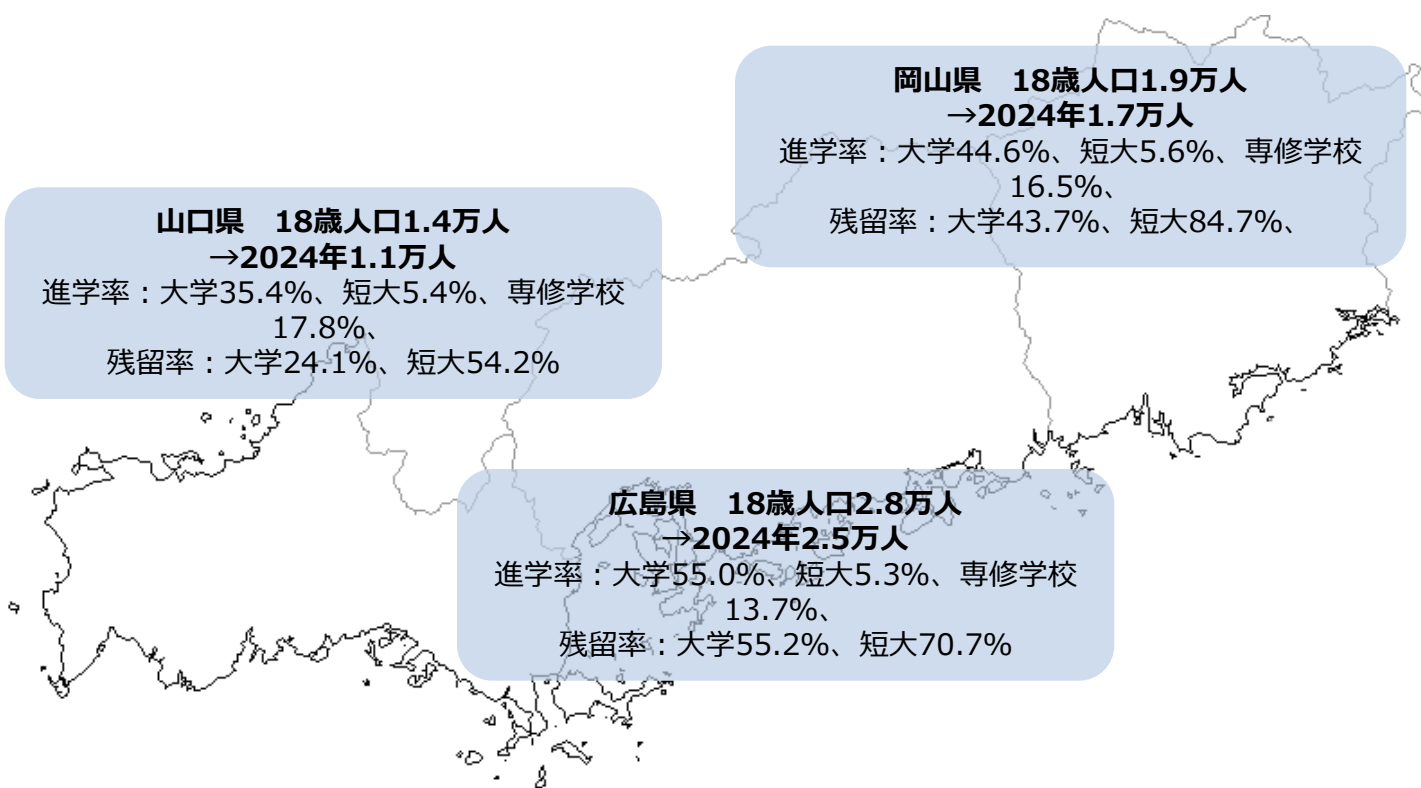 岡山県　18歳人口1.9万人
→2024年1.7万人
進学率：大学44.6%、短大5.6%、専修学校
16.5%、
残留率：大学43.7%、短大84.7%、
山口県　18歳人口1.4万人
→2024年1.1万人
進学率：大学35.4%、短大5.4%、専修学校
17.8%、
残留率：大学24.1%、短大54.2%
広島県　18歳人口2.8万人
→2024年2.5万人
進学率：大学55.0%、短大5.3%、専修学校
13.7%、
残留率：大学55.2%、短大70.7%